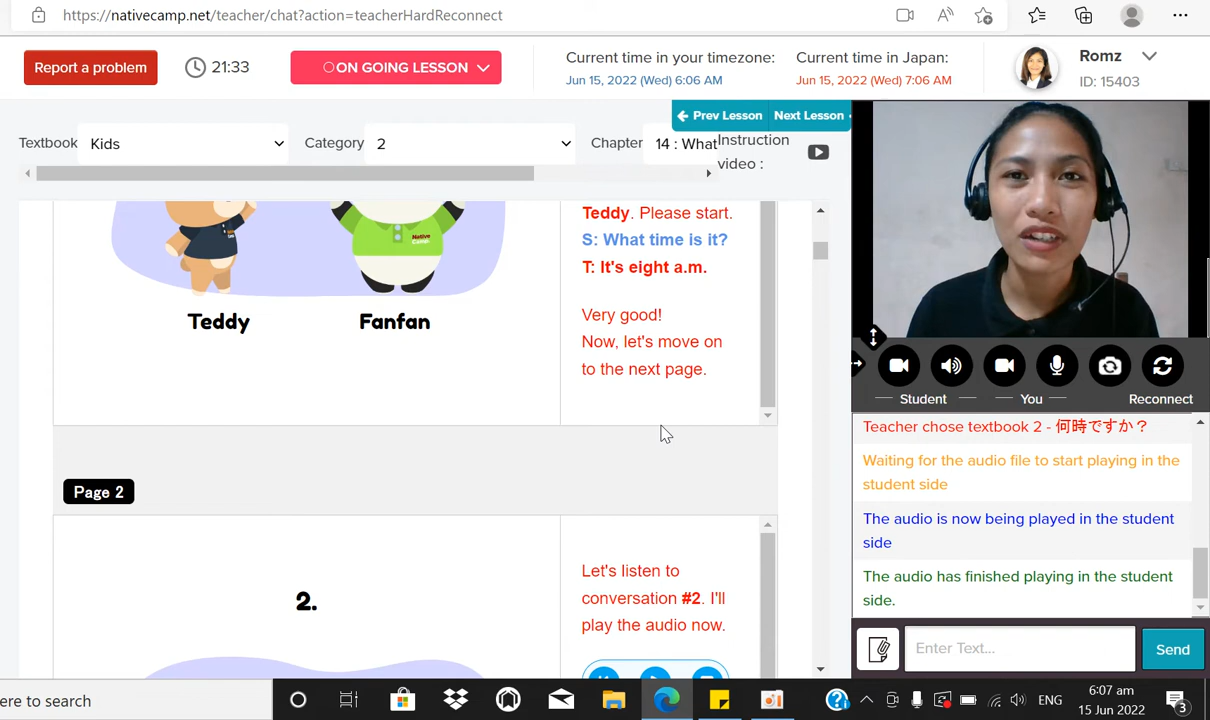 https://nativecamp.net/teacher/chat?action=teacherHardReconnect
Report a problem
21:33
ON GOING LESSON
Current time in your timezone:
Jun 15, 2022 (Wed) 6:06 AM
Current time in Japan:
Jun 15, 2022 (Wed) 7:06 AM
Romz
ID: 15403
Prev Lesson
Next Lesson
Textbook
Kids
Category
2
Chapter
14 : What
Instruction
video :
Teddy
Fanfan
Teddy. Please start.
S: What time is it?
T: It's eight a.m.
Very good!
Now, let's move on
to the next page.
Page 2
2.
Let's listen to
conversation #2. I'll
play the audio now.
Student
You
Reconnect
Teacher chose textbook 2 - 何時ですか？
Waiting for the audio file to start playing in the
student side
The audio is now being played in the student
side
The audio has finished playing in the student
side.
Enter Text...
Send
ere to search
ENG
6:07 am
15 Jun 2022
3